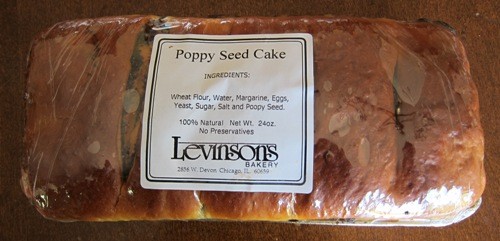 Poppy Seed Cake
INGREDIENTS:
Wheat Flour, Water, Margarine, Eggs,
Yeast, Sugar, Salt and Poopy Seed.
100% Natural Net Wt. 24oz.
No Preservatives
Levinson's
BAKERY
2856 W. Devon, Chicago, IL. 60659